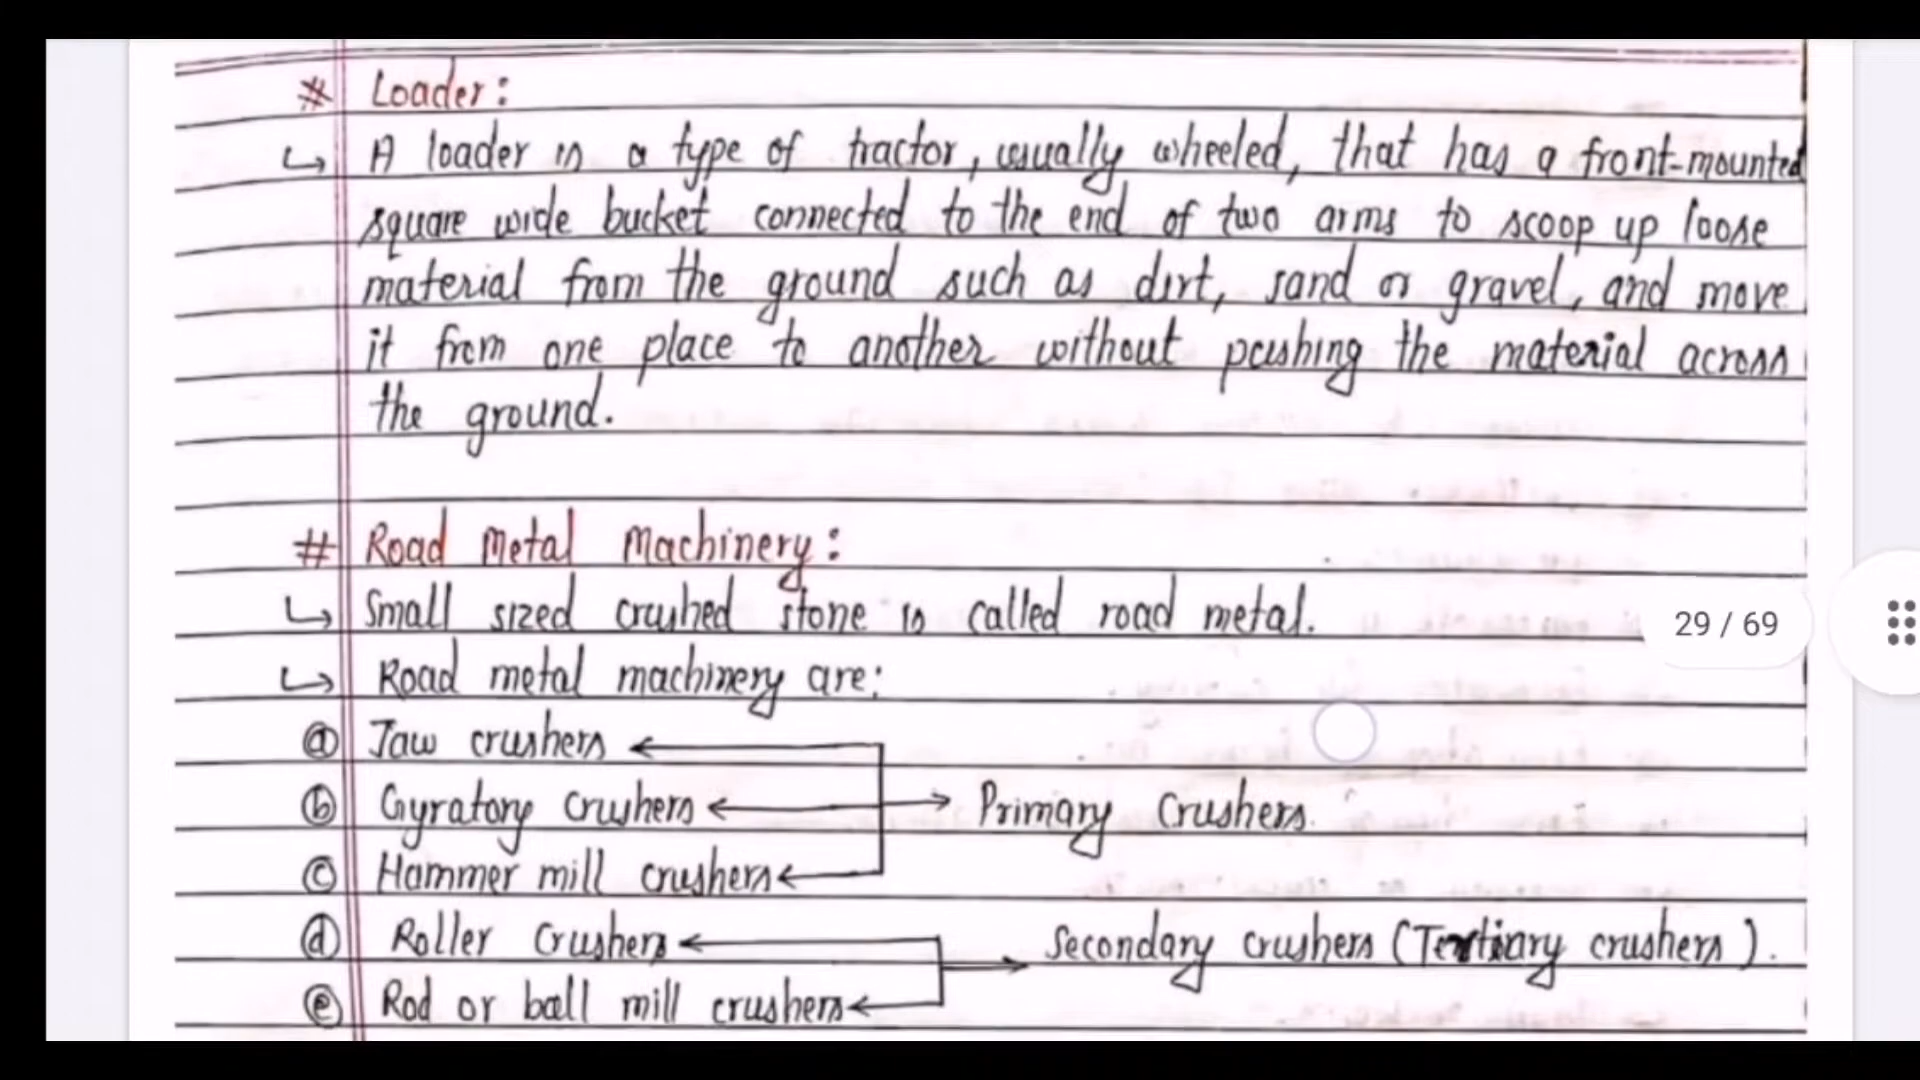 # Loader:
↳ A loader is a type of tractor, usually wheeled, that has a front-mounted
square wide bucket connected to the end of two arms to scoop up loose
material from the ground such as dirt, sand or gravel, and move
it from one place to another without pushing the material across
the ground.
# Road Metal Machinery:
↳ Small sized crushed stone is called road metal.
29 / 69
↳ Road metal machinery are:
ⓐ Jaw crushers
ⓑ Gyratory crushers ← → Primary Crushers.
ⓒ Hammer mill crushers
ⓓ Roller Crushers ← → Secondary crushers (Tertiary crushers).
ⓔ Rod or ball mill crushers